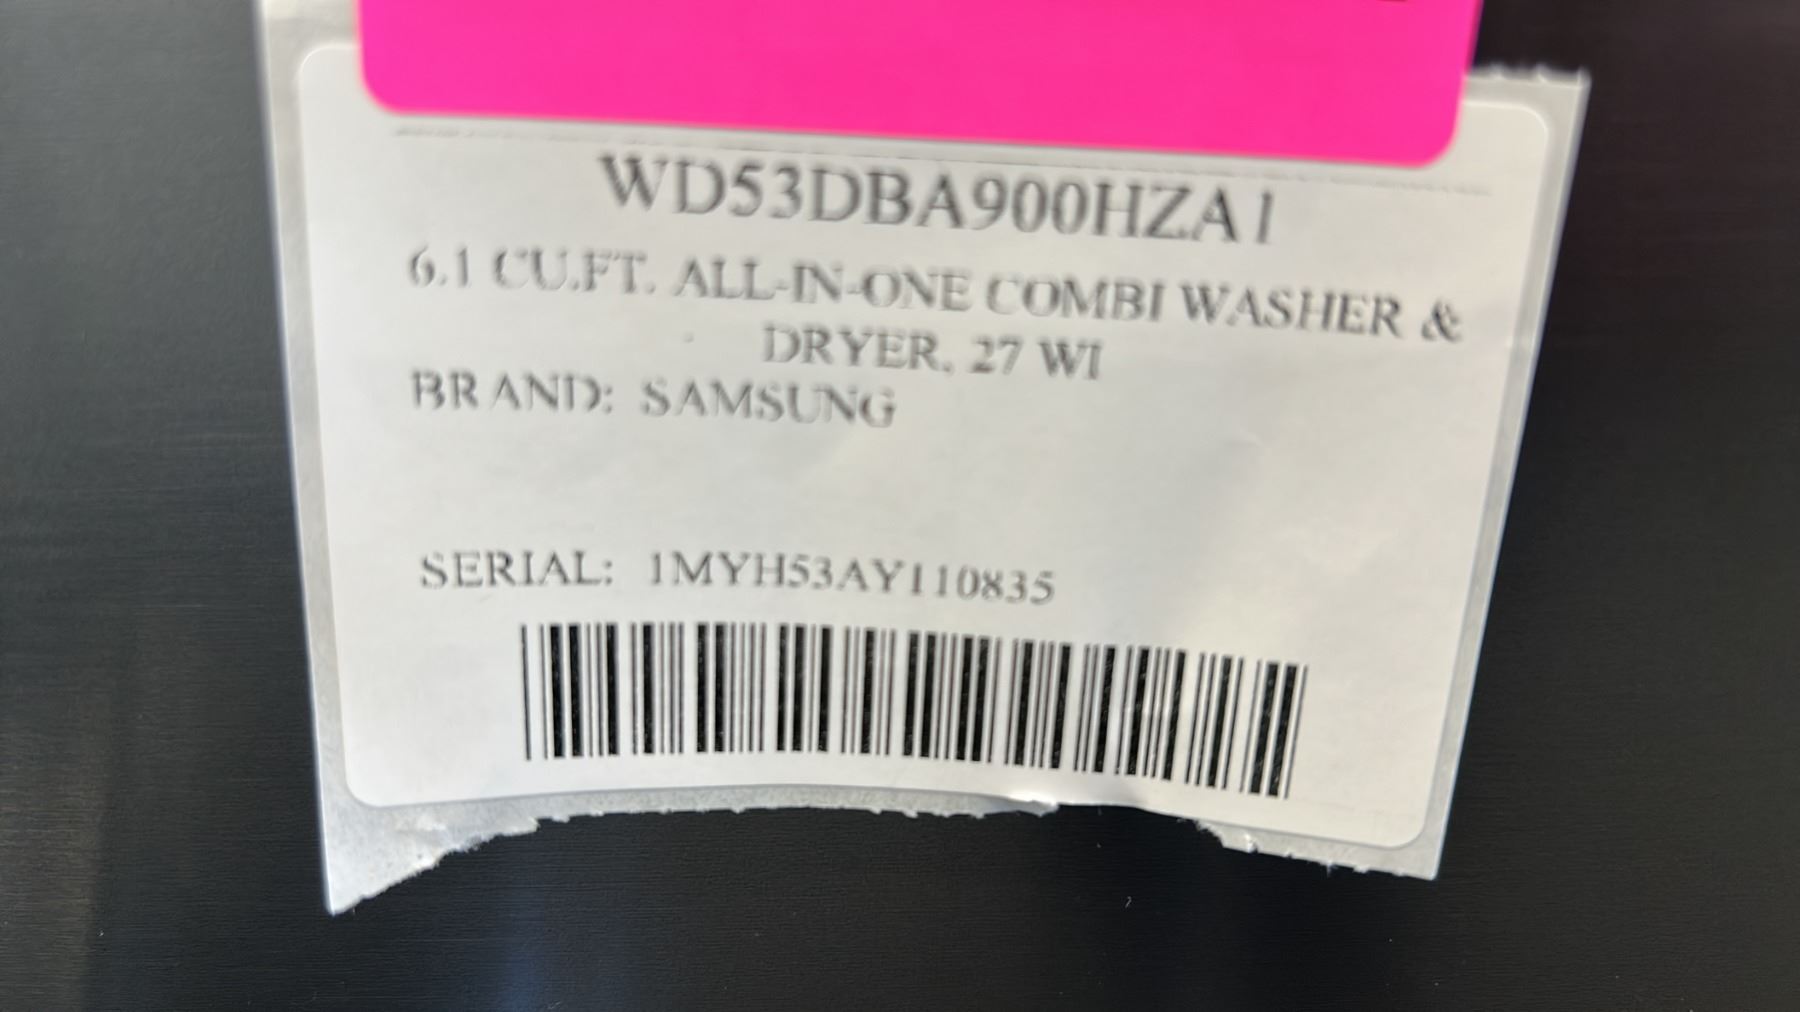 WD53DBA900HZA1
6.1 CU.FT. ALL-IN-ONE COMBI WASHER &
DRYER, 27 WI
BRAND: SAMSUNG
SERIAL: 1MYH53AY110835